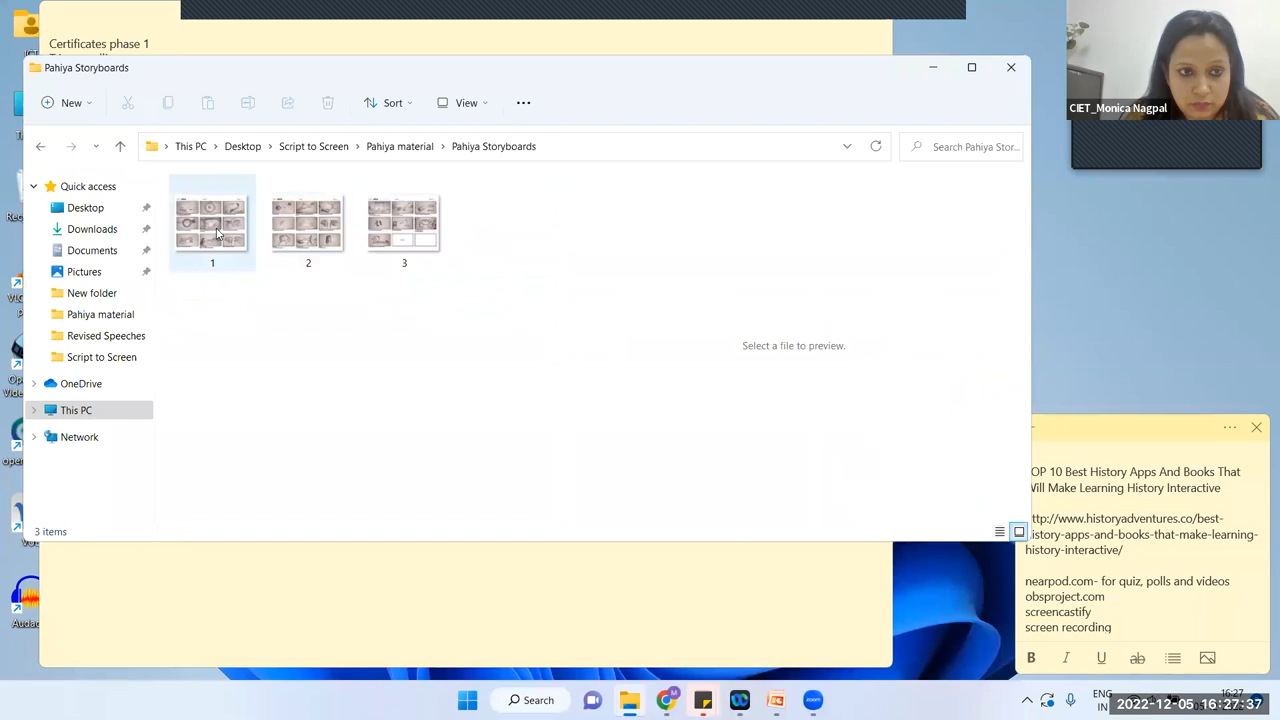 Certificates phase 1
Pahiya Storyboards
New
Sort
View
This PC
Desktop
Script to Screen
Pahiya material
Pahiya Storyboards
Search Pahiya Stor...
Quick access
Desktop
Downloads
Documents
Pictures
New folder
Pahiya material
Revised Speeches
Script to Screen
OneDrive
This PC
Network
1
2
3
Select a file to preview.
3 items
CIET_Monica Nagpal
OP 10 Best History Apps And Books That
ill Make Learning History Interactive
ttp://www.historyadventures.co/best-
istory-apps-and-books-that-make-learning-
history-interactive/
nearpod.com- for quiz, polls and videos
obsproject.com
screencastify
screen recording
B I U ab
Search
ENG
IN
16:27
2022-12-05, 16:27:37